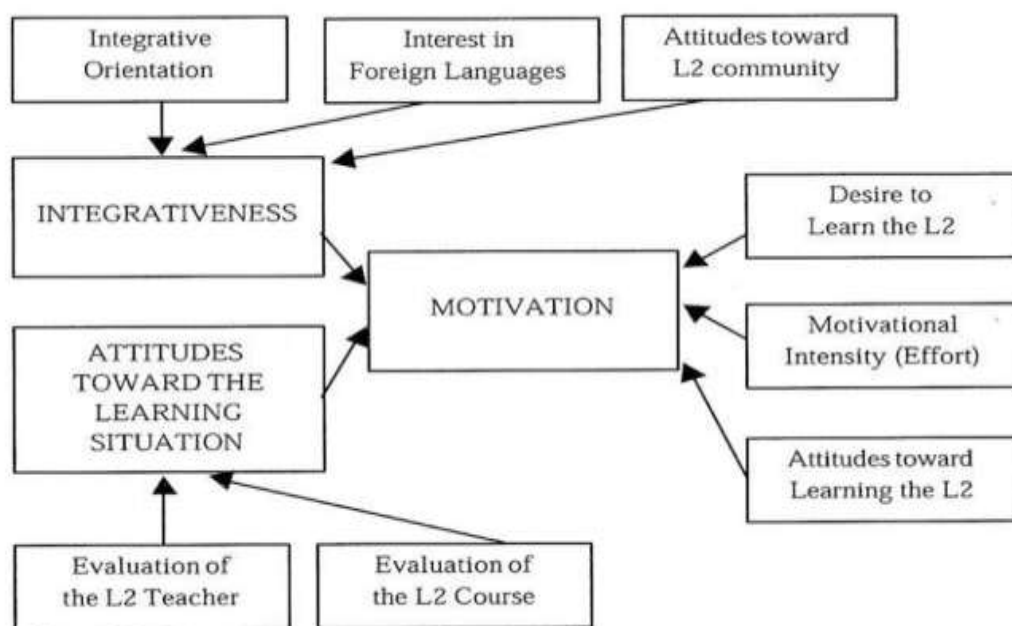 Integrative
Orientation
Interest in
Foreign Languages
Attitudes toward
L2 community
INTEGRATIVENESS
Desire to
Learn the L2
MOTIVATION
Motivational
Intensity (Effort)
ATTITUDES
TOWARD THE
LEARNING
SITUATION
Attitudes toward
Learning the L2
Evaluation of
the L2 Teacher
Evaluation of
the L2 Course